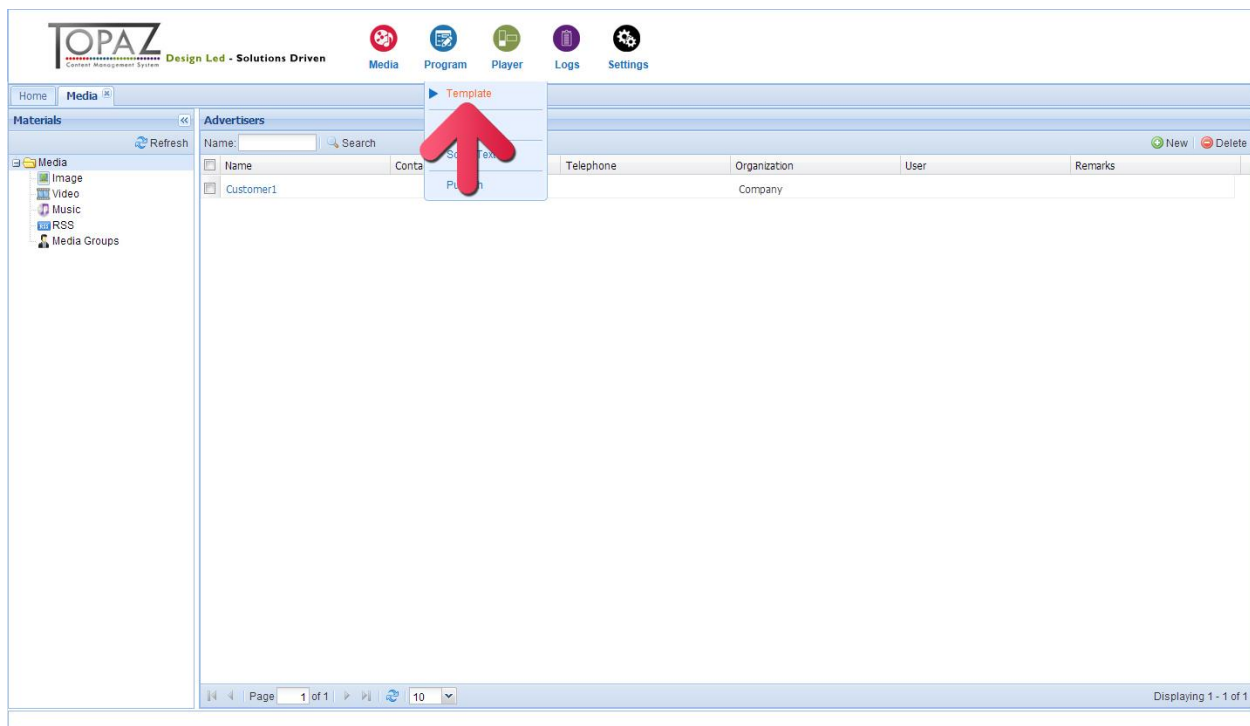 TOPAZ
Content Management System
Design Led - Solutions Driven
Media
Program
Player
Logs
Settings
Home
Media
Template
Materials
Advertisers
Refresh
Name:
Search
New
Delete
Media
Image
Video
Music
RSS
Media Groups
Name
Telephone
Organization
User
Remarks
Customer1
Company
Page 1 of 1
10
Displaying 1 - 1 of 1